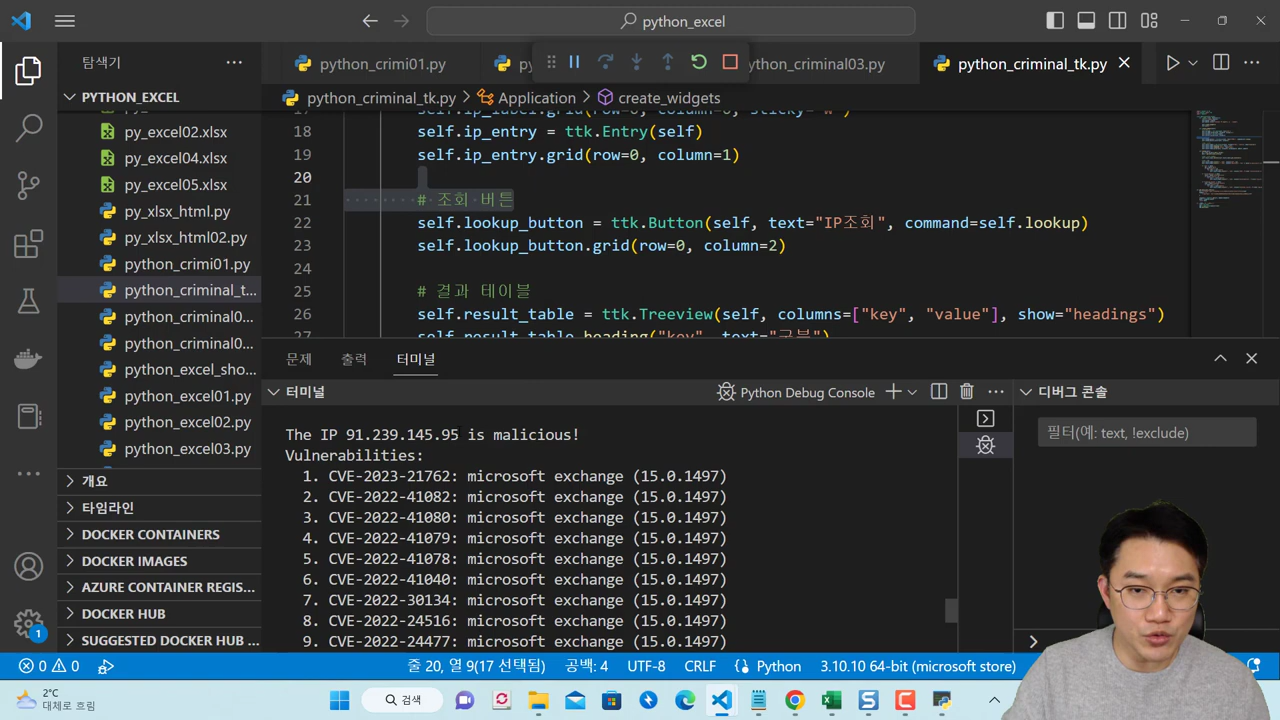 python_excel
탐색기
PYTHON_EXCEL
py_excel02.xlsx
py_excel04.xlsx
py_excel05.xlsx
py_xlsx_html.py
py_xlsx_html02.py
python_crimi01.py
python_criminal_t...
python_criminal0...
python_criminal0...
python_excel_sho...
python_excel01.py
python_excel02.py
python_excel03.py
개요
타임라인
DOCKER CONTAINERS
DOCKER IMAGES
AZURE CONTAINER REGIS...
DOCKER HUB
SUGGESTED DOCKER HUB ...
python_crimi01.py
ython_criminal03.py
python_criminal_tk.py
python_criminal_tk.py > Application > create_widgets
18 self.ip_entry = ttk.Entry(self)
19 self.ip_entry.grid(row=0, column=1)
20
21 # 조회 버튼
22 self.lookup_button = ttk.Button(self, text="IP조회", command=self.lookup)
23 self.lookup_button.grid(row=0, column=2)
24
25 # 결과 테이블
26 self.result_table = ttk.Treeview(self, columns=["key", "value"], show="headings")
27 self.result_table.heading("key", text="구분")
문제 출력 터미널
터미널
Python Debug Console
디버그 콘솔
필터(예: text, !exclude)
The IP 91.239.145.95 is malicious!
Vulnerabilities:
1. CVE-2023-21762: microsoft exchange (15.0.1497)
2. CVE-2022-41082: microsoft exchange (15.0.1497)
3. CVE-2022-41080: microsoft exchange (15.0.1497)
4. CVE-2022-41079: microsoft exchange (15.0.1497)
5. CVE-2022-41078: microsoft exchange (15.0.1497)
6. CVE-2022-41040: microsoft exchange (15.0.1497)
7. CVE-2022-30134: microsoft exchange (15.0.1497)
8. CVE-2022-24516: microsoft exchange (15.0.1497)
9. CVE-2022-24477: microsoft exchange (15.0.1497)
1
0 0
줄 20, 열 9(17 선택됨) 공백: 4 UTF-8 CRLF Python 3.10.10 64-bit (microsoft store)
2°C
대체로 흐림
검색